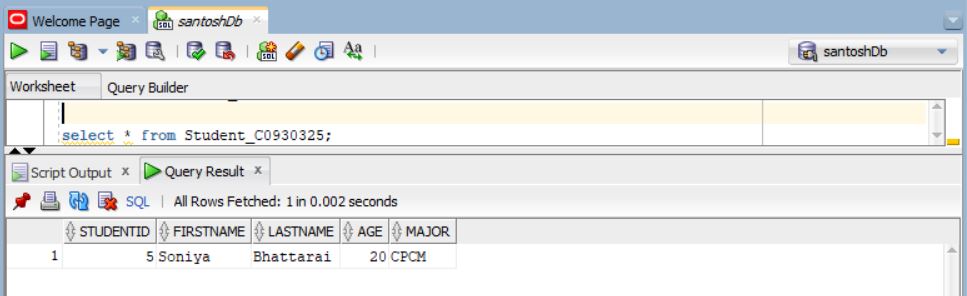 Welcome Page × santoshDb ×
santoshDb
Worksheet Query Builder
select * from Student_C0930325;
Script Output x Query Result x
SQL | All Rows Fetched: 1 in 0.002 seconds
STUDENTID FIRSTNAME LASTNAME AGE MAJOR
1 5 Soniya Bhattarai 20 CPCM